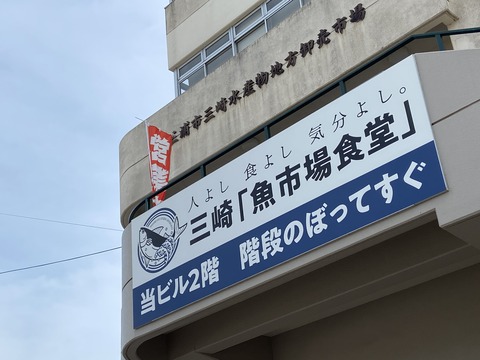 三浦市三崎水産物地方卸売市場
営業
人よし 食よし 気分よし。
三崎「魚市場食堂」
当ビル2階 階段のぼってすぐ